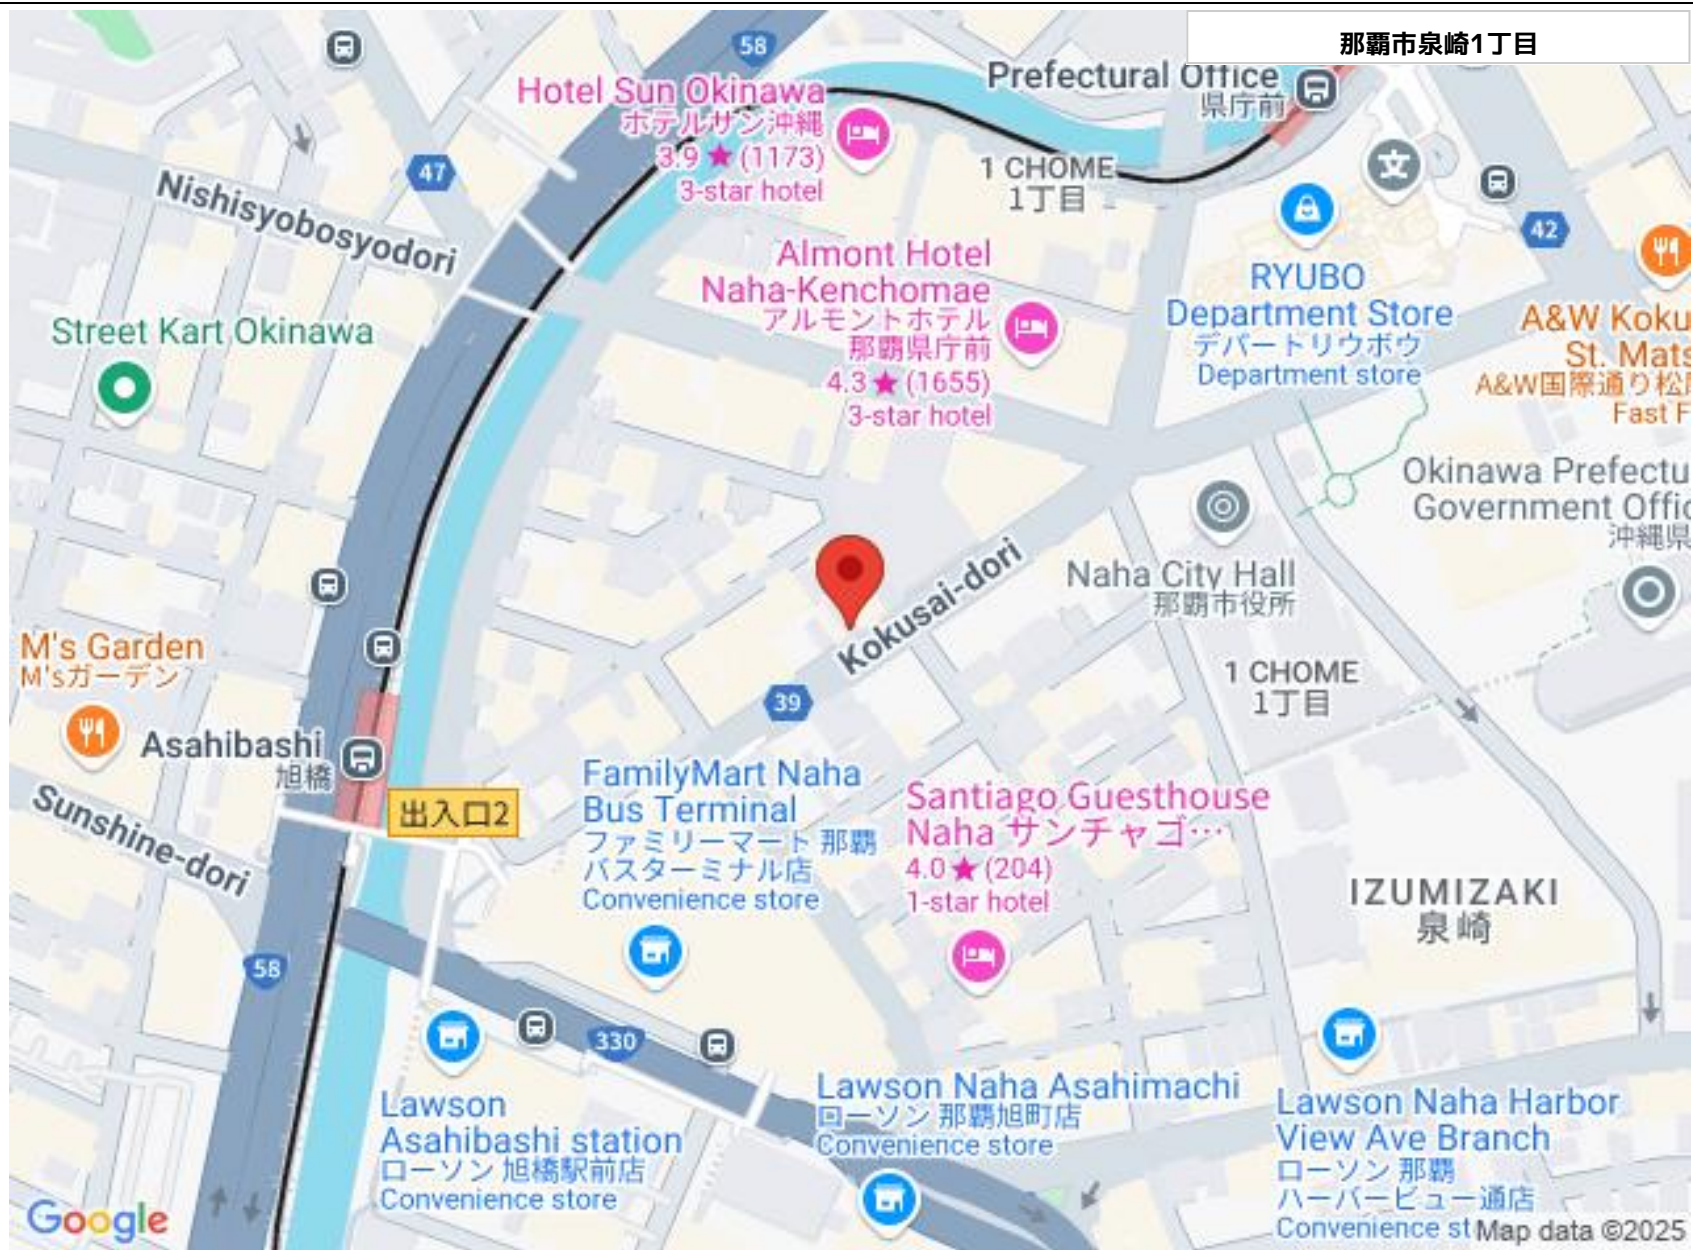 那覇市泉崎1丁目
58
Prefectural Office
県庁前
Hotel Sun Okinawa
ホテルサン沖縄
3.9 ★ (1173)
3-star hotel
47
1 CHOME
1丁目
Nishisyobosyodori
42
Almont Hotel
Naha-Kenchomae
アルモントホテル
那覇県庁前
4.3 ★ (1655)
3-star hotel
RYUBO
Department Store
デパートリウボウ
Department store
A&W Koku
St. Mats
A&W国際通り松
Fast F
Street Kart Okinawa
Okinawa Prefectu
Government Offic
沖縄県
Kokusai-dori
Naha City Hall
那覇市役所
M's Garden
M'sガーデン
1 CHOME
1丁目
39
Asahibashi
旭橋
出入口2
Sunshine-dori
FamilyMart Naha
Bus Terminal
ファミリーマート 那覇
バスターミナル店
Convenience store
Santiago Guesthouse
Naha サンチャゴ…
4.0 ★ (204)
1-star hotel
IZUMIZAKI
泉崎
58
330
Lawson
Asahibashi station
ローソン 旭橋駅前店
Convenience store
Lawson Naha Asahimachi
ローソン 那覇旭町店
Convenience store
Lawson Naha Harbor
View Ave Branch
ローソン 那覇
ハーバービュー通店
Convenience st
Google
Map data ©2025